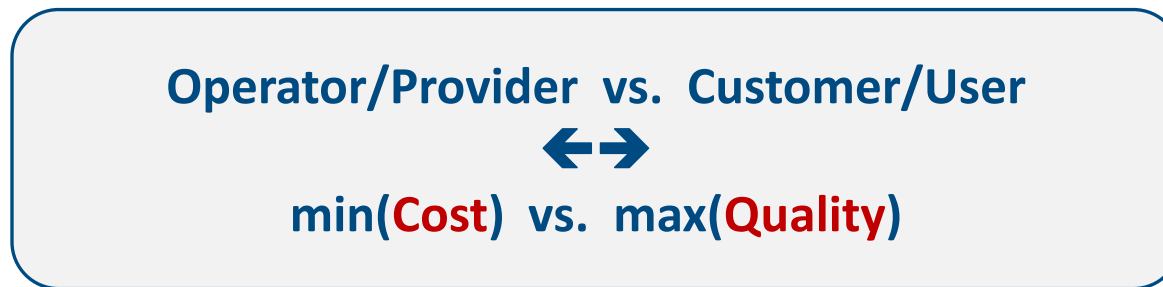 Operator/Provider vs. Customer/User
🡨🡪
min(Cost) vs. max(Quality)